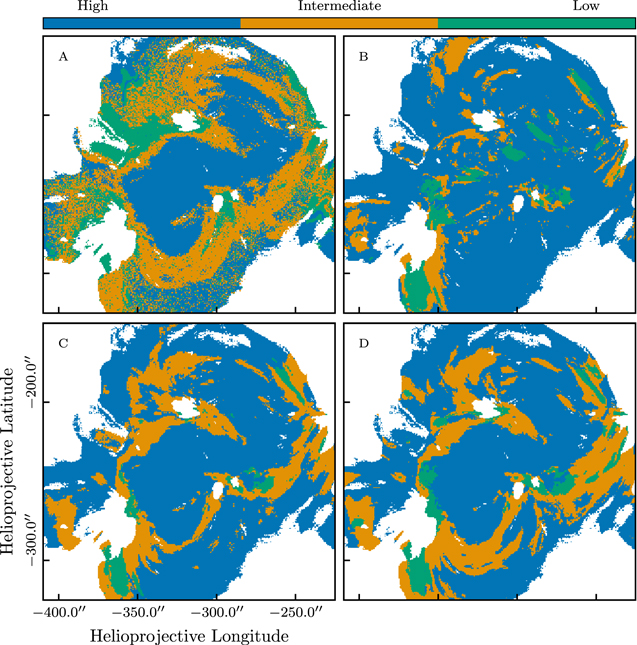 High Intermediate Low
A B
C D
Helioprojective Latitude
−200.0″
−300.0″
−400.0″ −350.0″ −300.0″ −250.0″
Helioprojective Longitude